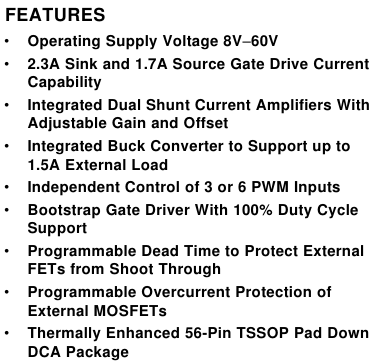 FEATURES
• Operating Supply Voltage 8V–60V
• 2.3A Sink and 1.7A Source Gate Drive Current
Capability
• Integrated Dual Shunt Current Amplifiers With
Adjustable Gain and Offset
• Integrated Buck Converter to Support up to
1.5A External Load
• Independent Control of 3 or 6 PWM Inputs
• Bootstrap Gate Driver With 100% Duty Cycle
Support
• Programmable Dead Time to Protect External
FETs from Shoot Through
• Programmable Overcurrent Protection of
External MOSFETs
• Thermally Enhanced 56-Pin TSSOP Pad Down
DCA Package